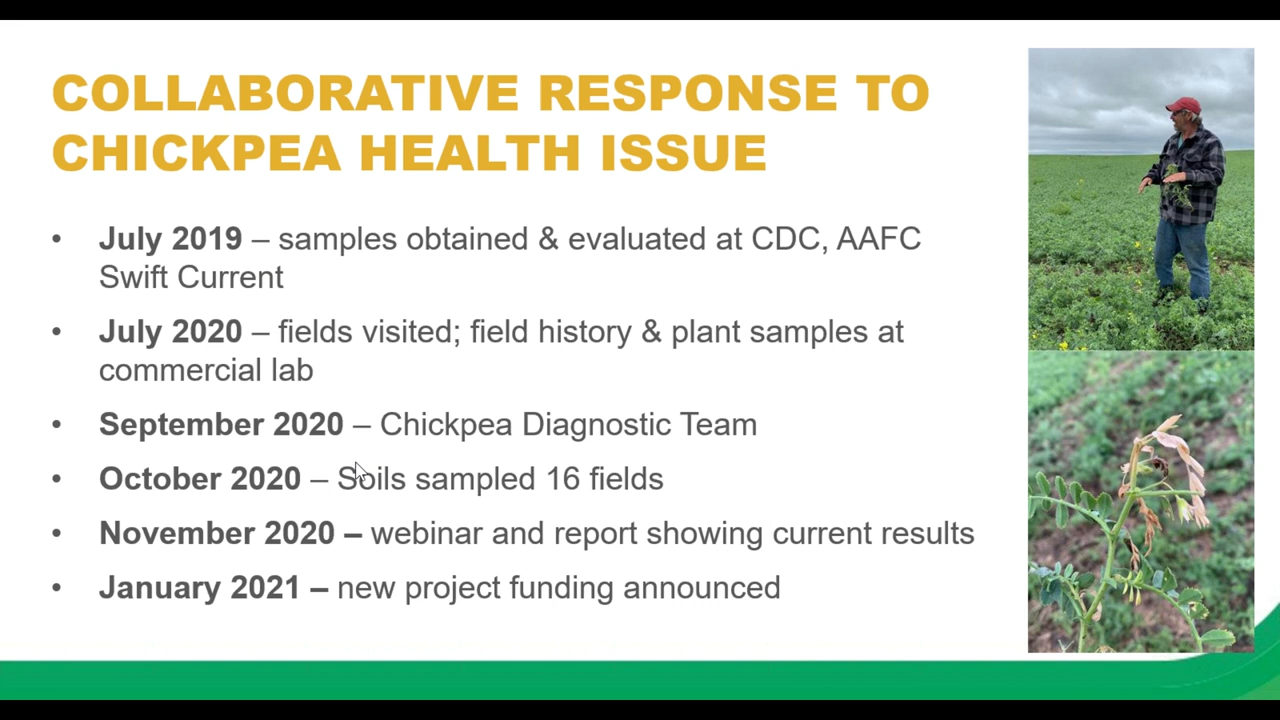 COLLABORATIVE RESPONSE TO
CHICKPEA HEALTH ISSUE
• July 2019 – samples obtained & evaluated at CDC, AAFC
Swift Current
• July 2020 – fields visited; field history & plant samples at
commercial lab
• September 2020 – Chickpea Diagnostic Team
• October 2020 – Soils sampled 16 fields
• November 2020 – webinar and report showing current results
• January 2021 – new project funding announced